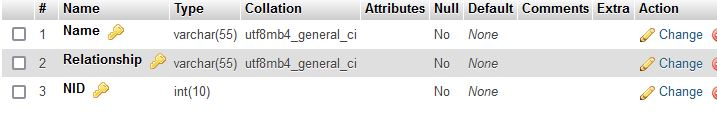 # Name Type Collation Attributes Null Default Comments Extra Action
1 Name varchar(55) utf8mb4_general_ci No None Change
2 Relationship varchar(55) utf8mb4_general_ci No None Change
3 NID int(10) No None Change